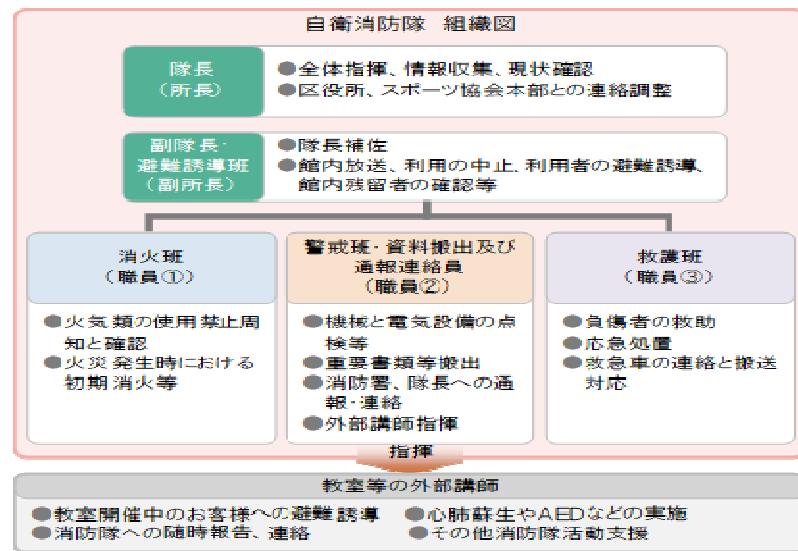 自衛消防隊 組織図
隊長
（所長）
●全体指揮、情報収集、現状確認
●区役所、スポーツ協会本部との連絡調整
副隊長・
避難誘導班
（副所長）
●隊長補佐
●館内放送、利用の中止、利用者の避難誘導、
館内残留者の確認等
消火班
（職員①）
●火気類の使用禁止周
知と確認
●火災発生時における
初期消火等
警戒班・資料搬出及び
通報連絡員
（職員②）
●機械と電気設備の点
検等
●重要書類等搬出
●消防署、隊長への通
報・連絡
●外部講師指揮
救護班
（職員③）
●負傷者の救助
●応急処置
●救急車の連絡と搬送
対応
指揮
教室等の外部講師
●教室開催中のお客様への避難誘導
●消防隊への随時報告、連絡
●心肺蘇生やAEDなどの実施
●その他消防隊活動支援